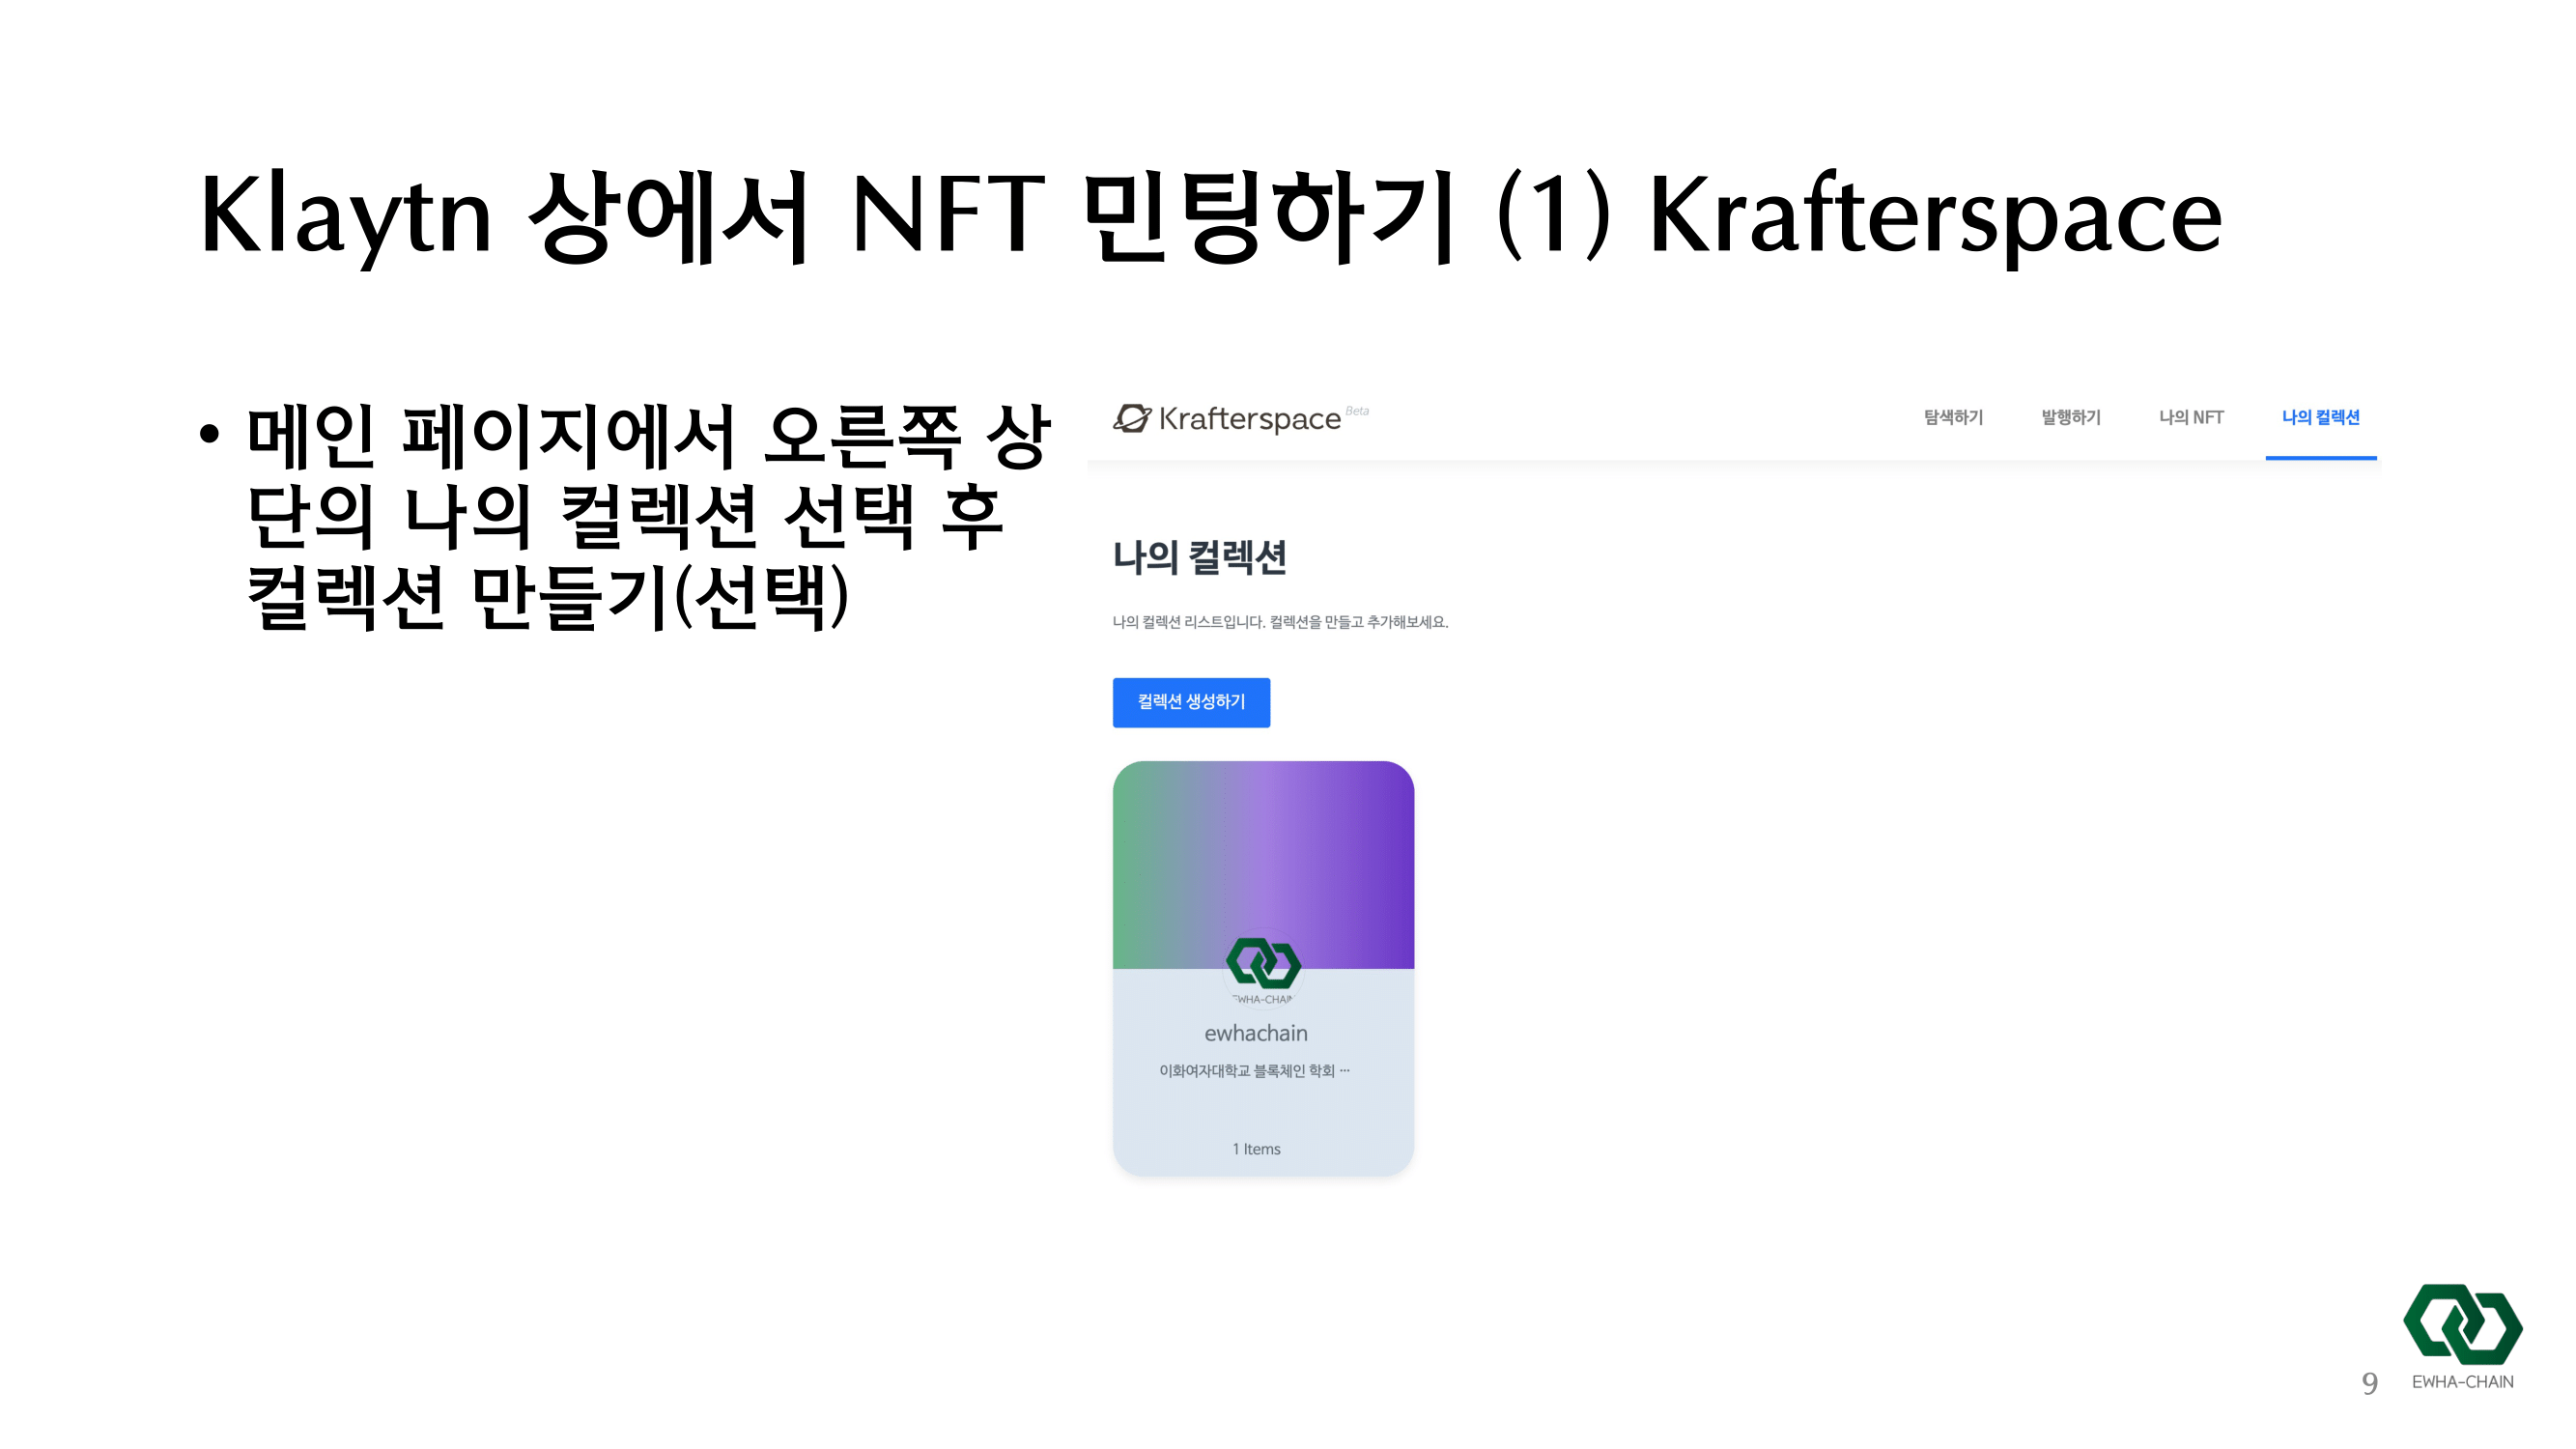 Klaytn 상에서 NFT 민팅하기 (1) Krafterspace
• 메인 페이지에서 오른쪽 상
단의 나의 컬렉션 선택 후
컬렉션 만들기(선택)
Krafterspace Beta
탐색하기 발행하기 나의 NFT 나의 컬렉션
나의 컬렉션
나의 컬렉션 리스트입니다. 컬렉션을 만들고 추가해보세요.
컬렉션 생성하기
EWHA-CHAIN
ewhachain
이화여자대학교 블록체인 학회 ···
1 Items
9
EWHA-CHAIN